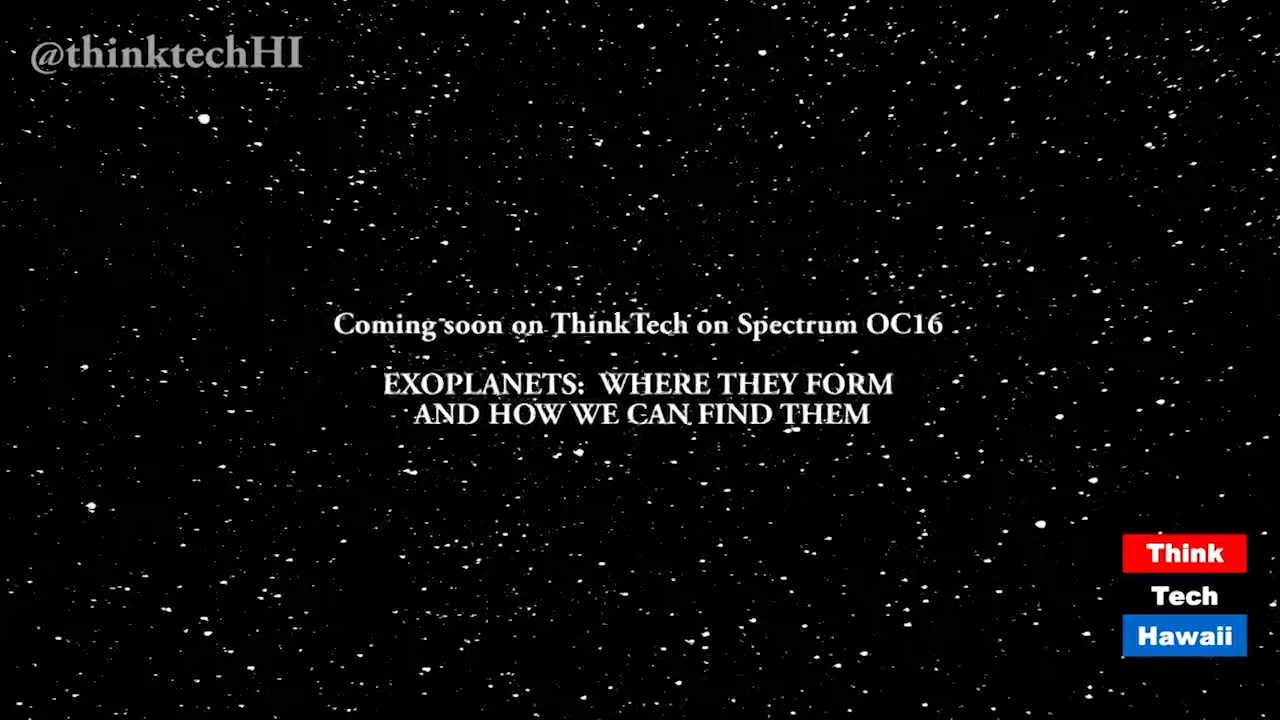 @thinktechHI
Coming soon on ThinkTech on Spectrum OC16
EXOPLANETS: WHERE THEY FORM
AND HOW WE CAN FIND THEM
Think
Tech
Hawaii